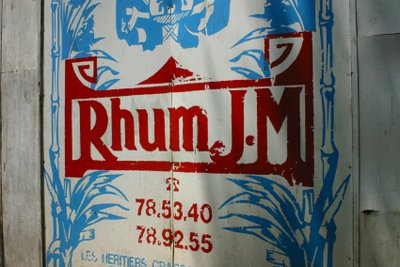 Rhum J.M
☎
78.53.40
78.92.55
LES HERITIERS